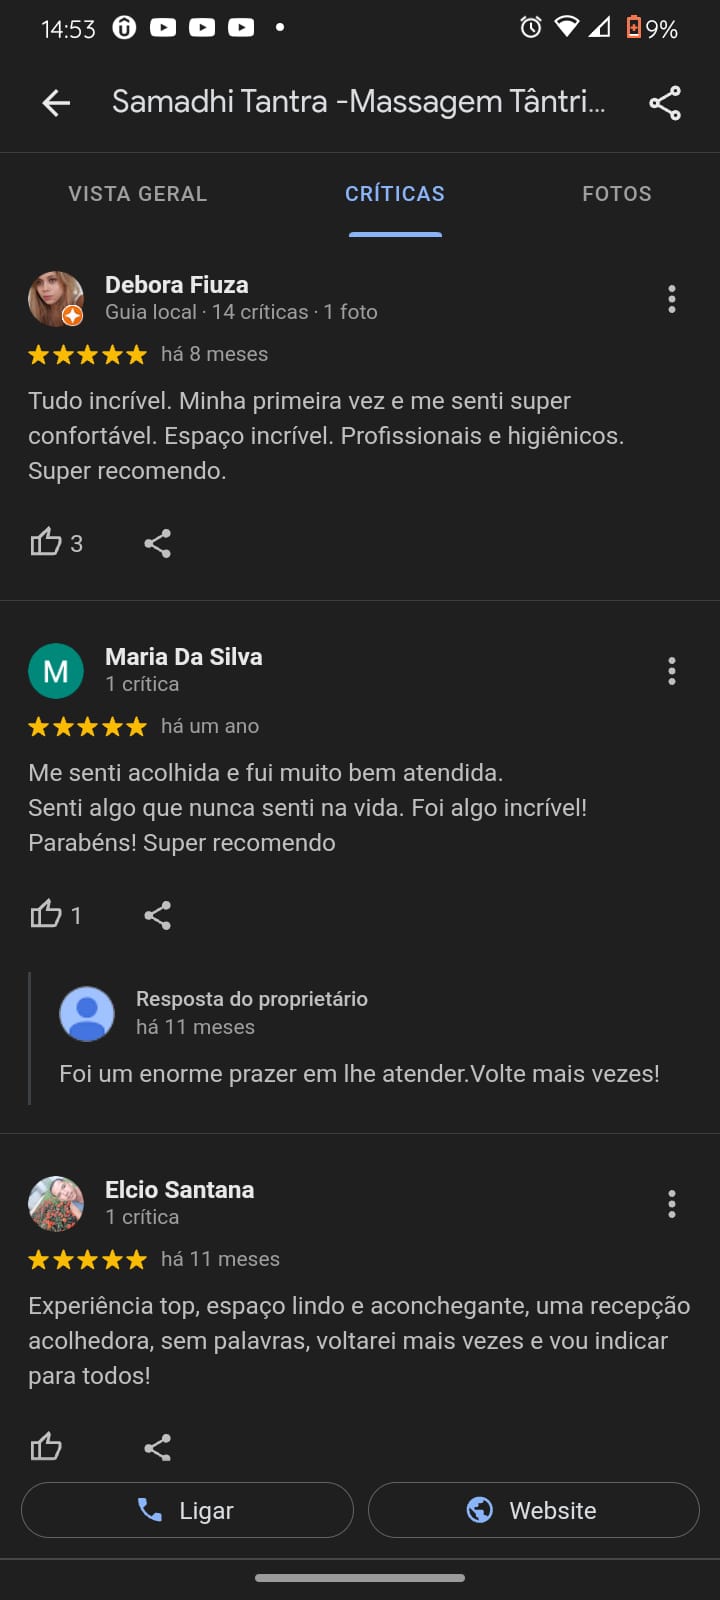 14:53
9%
Samadhi Tantra -Massagem Tântri...
VISTA GERAL
CRÍTICAS
FOTOS
Debora Fiuza
Guia local · 14 críticas · 1 foto
há 8 meses
Tudo incrível. Minha primeira vez e me senti super
confortável. Espaço incrível. Profissionais e higiênicos.
Super recomendo.
3
M
Maria Da Silva
1 crítica
há um ano
Me senti acolhida e fui muito bem atendida.
Senti algo que nunca senti na vida. Foi algo incrível!
Parabéns! Super recomendo
1
Resposta do proprietário
há 11 meses
Foi um enorme prazer em lhe atender.Volte mais vezes!
Elcio Santana
1 crítica
há 11 meses
Experiência top, espaço lindo e aconchegante, uma recepção
acolhedora, sem palavras, voltarei mais vezes e vou indicar
para todos!
Ligar
Website